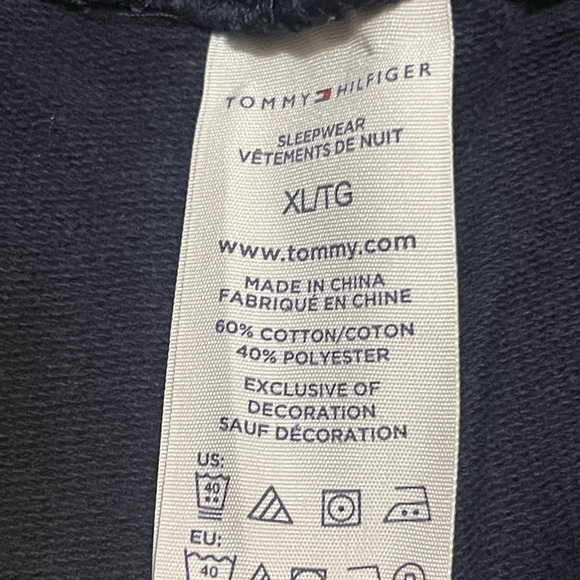 TOMMY HILFIGER
SLEEPWEAR
VÊTEMENTS DE NUIT
XL/TG
www.tommy.com
MADE IN CHINA
FABRIQUÉ EN CHINE
60% COTTON/COTON
40% POLYESTER
EXCLUSIVE OF
DECORATION
SAUF DÉCORATION
US:
40
EU:
40